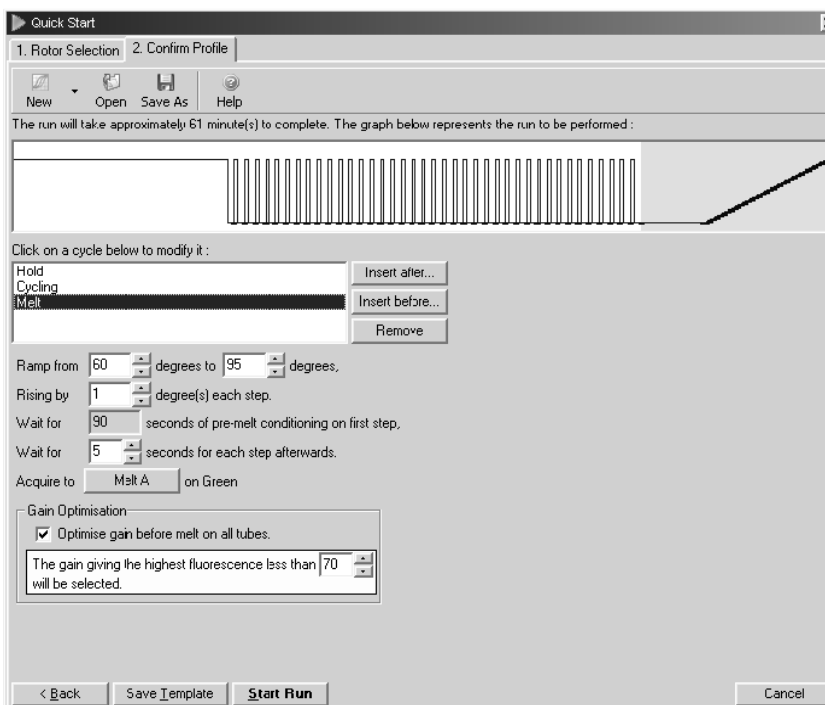 Quick Start
1. Rotor Selection 2. Confirm Profile
New Open Save As Help
The run will take approximately 61 minute(s) to complete. The graph below represents the run to be performed :
Click on a cycle below to modify it :
Hold
Cycling
Melt
Insert after...
Insert before...
Remove
Ramp from 60 degrees to 95 degrees,
Rising by 1 degree(s) each step.
Wait for 90 seconds of pre-melt conditioning on first step,
Wait for 5 seconds for each step afterwards.
Acquire to Melt A on Green
Gain Optimisation
Optimise gain before melt on all tubes.
The gain giving the highest fluorescence less than 70
will be selected.
< Back Save Template Start Run Cancel